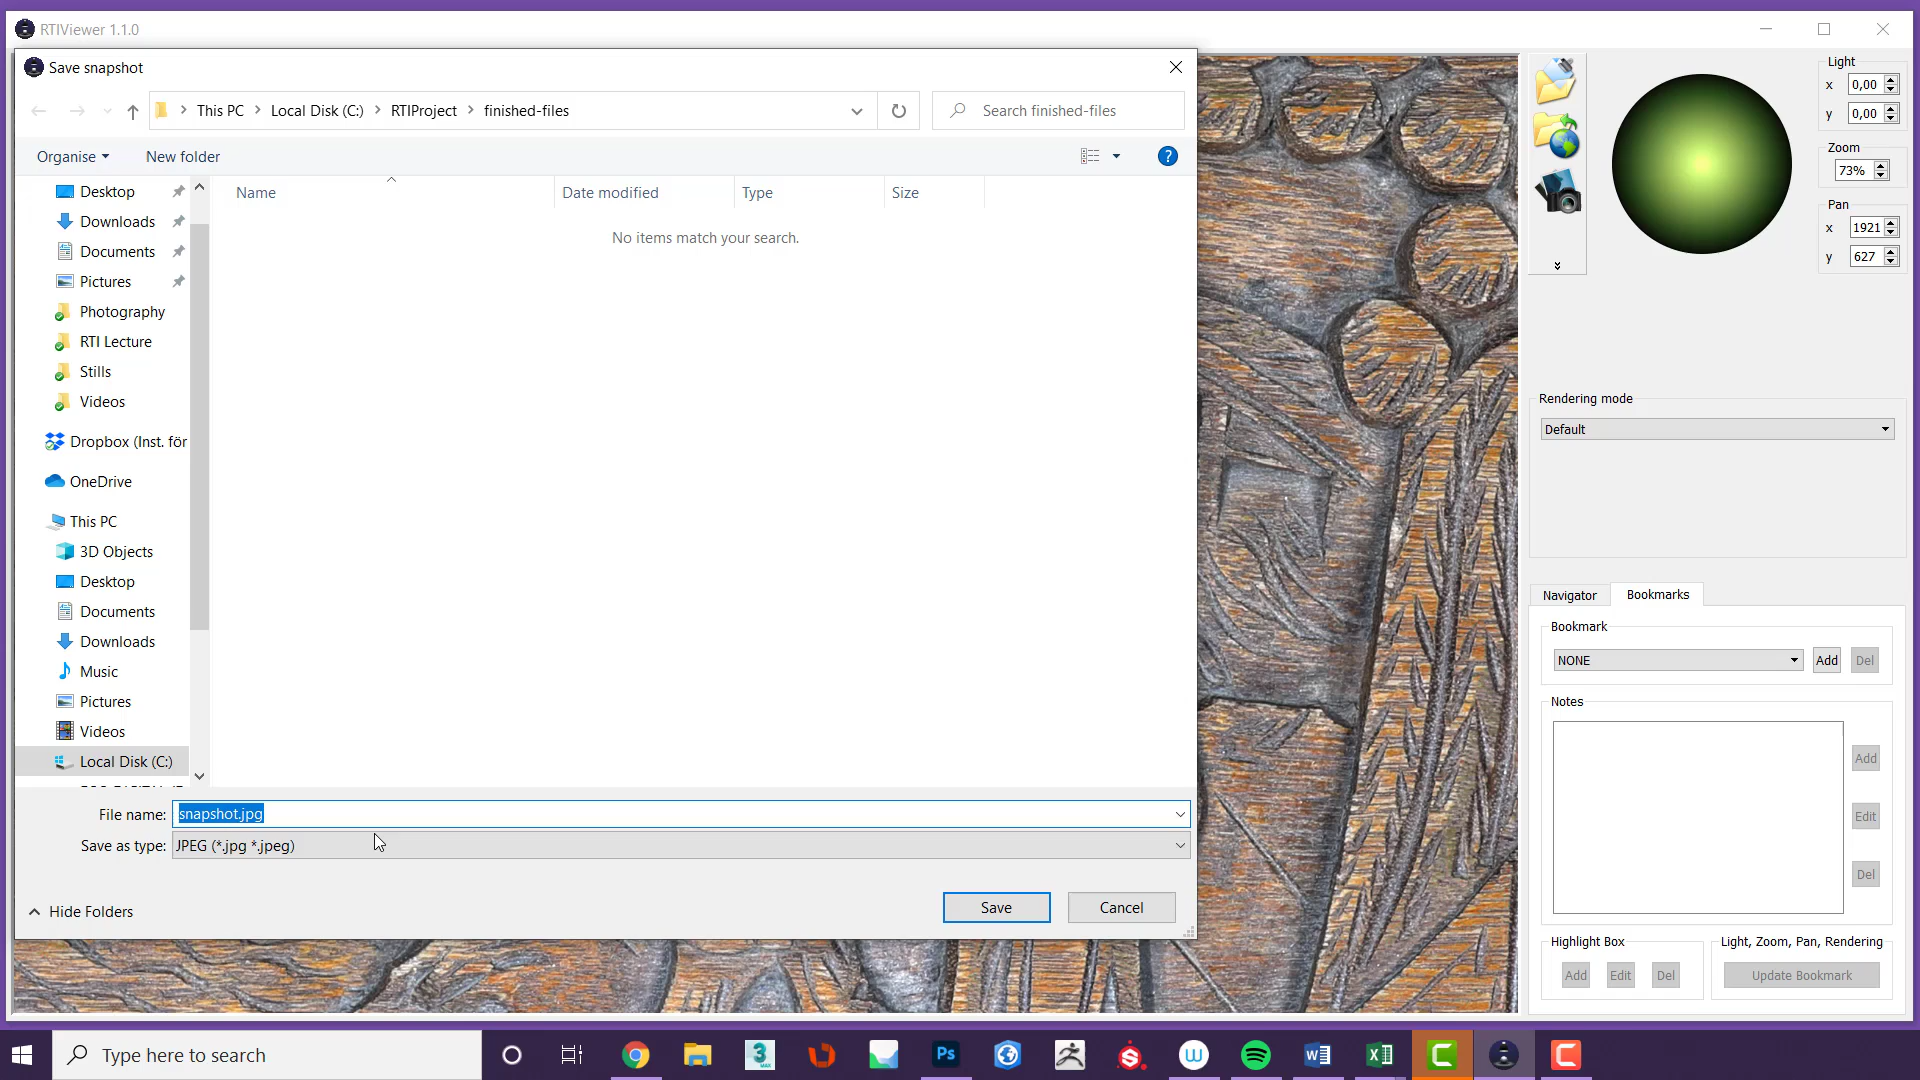 RTIViewer 1.1.0
Save snapshot
This PC
Local Disk (C:)
RTIProject
finished-files
Search finished-files
Organise
New folder
Name
Date modified
Type
Size
No items match your search.
Desktop
Downloads
Documents
Pictures
Photography
RTI Lecture
Stills
Videos
Dropbox (Inst. för
OneDrive
This PC
3D Objects
Desktop
Documents
Downloads
Music
Pictures
Videos
Local Disk (C:)
File name:
snapshot.jpg
Save as type:
JPEG (*.jpg *.jpeg)
Hide Folders
Save
Cancel
Light
x 0,00
y 0,00
Zoom
73%
Pan
x 1921
y 627
Rendering mode
Default
Navigator
Bookmarks
Bookmark
NONE
Add
Del
Notes
Add
Edit
Del
Highlight Box
Add
Edit
Del
Light, Zoom, Pan, Rendering
Update Bookmark
Type here to search
3
Ps
W